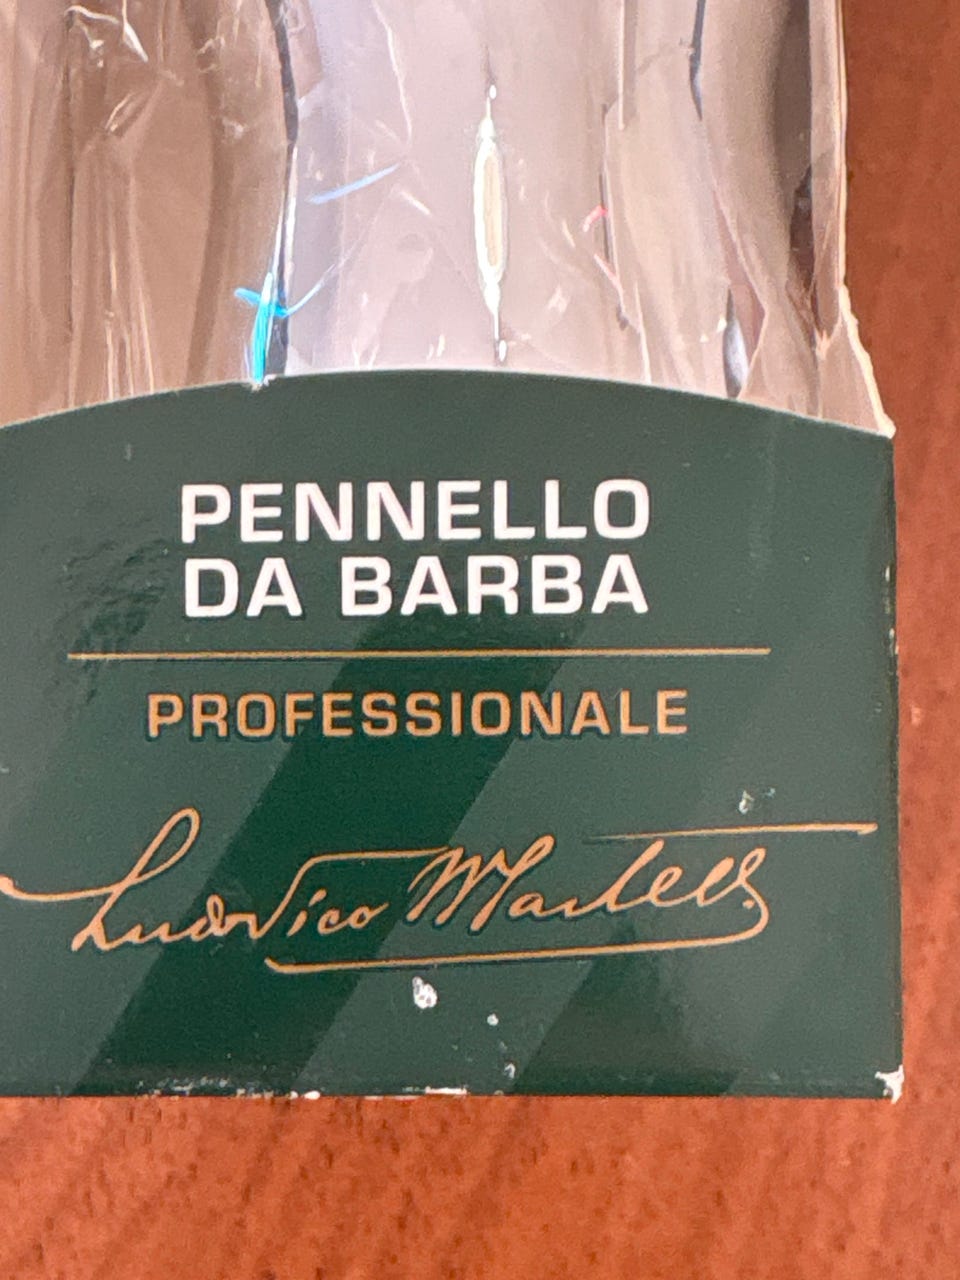 PENNELLO
DA BARBA
PROFESSIONALE
Ludovico Martelli